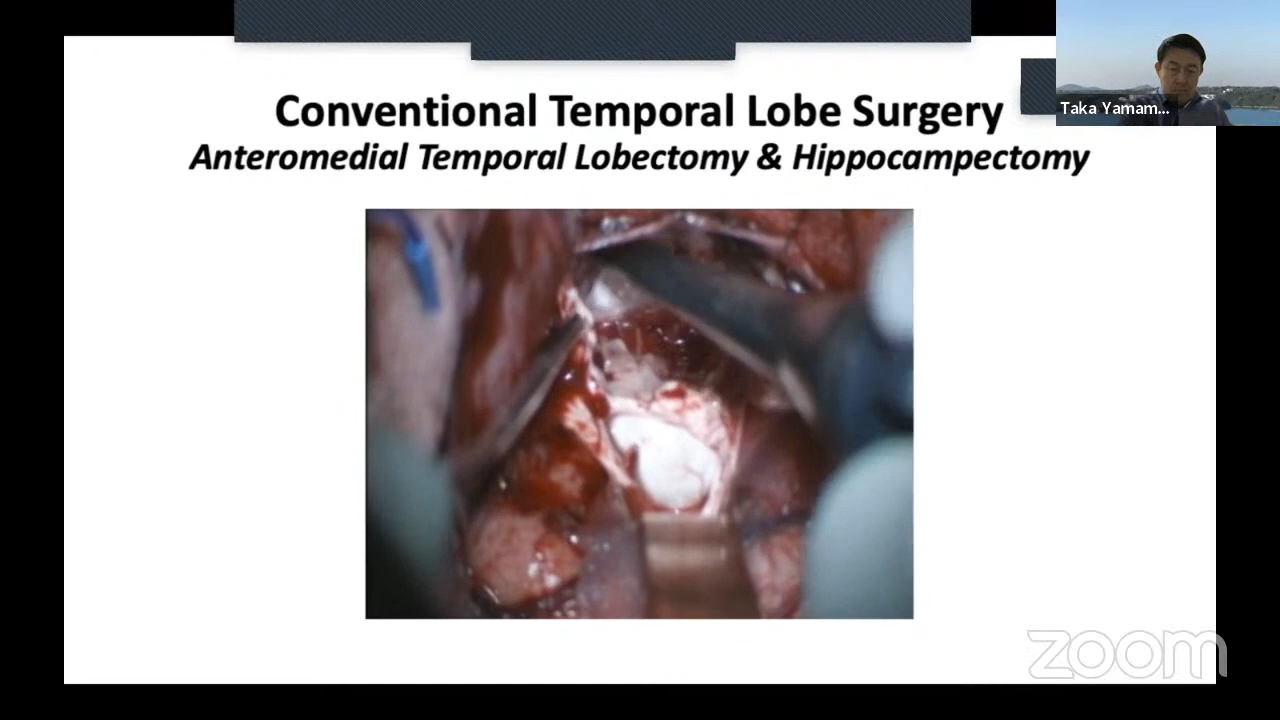 Conventional Temporal Lobe Surgery
Anteromedial Temporal Lobectomy & Hippocampectomy
Taka Yamam...
zoom